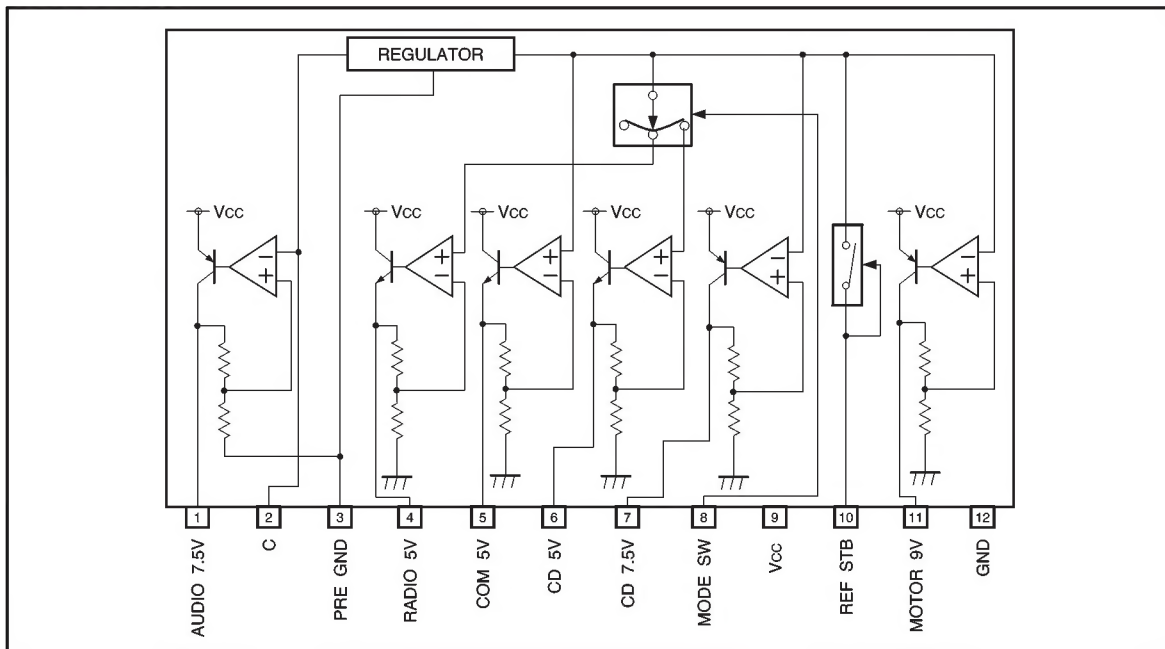 REGULATOR
Vcc
Vcc
Vcc
Vcc
Vcc
Vcc
−
+
+
−
+
−
+
−
−
+
−
+
1
2
3
4
5
6
7
8
9
10
11
12
AUDIO 7.5V
C
PRE GND
RADIO 5V
COM 5V
CD 5V
CD 7.5V
MODE SW
Vcc
REF STB
MOTOR 9V
GND